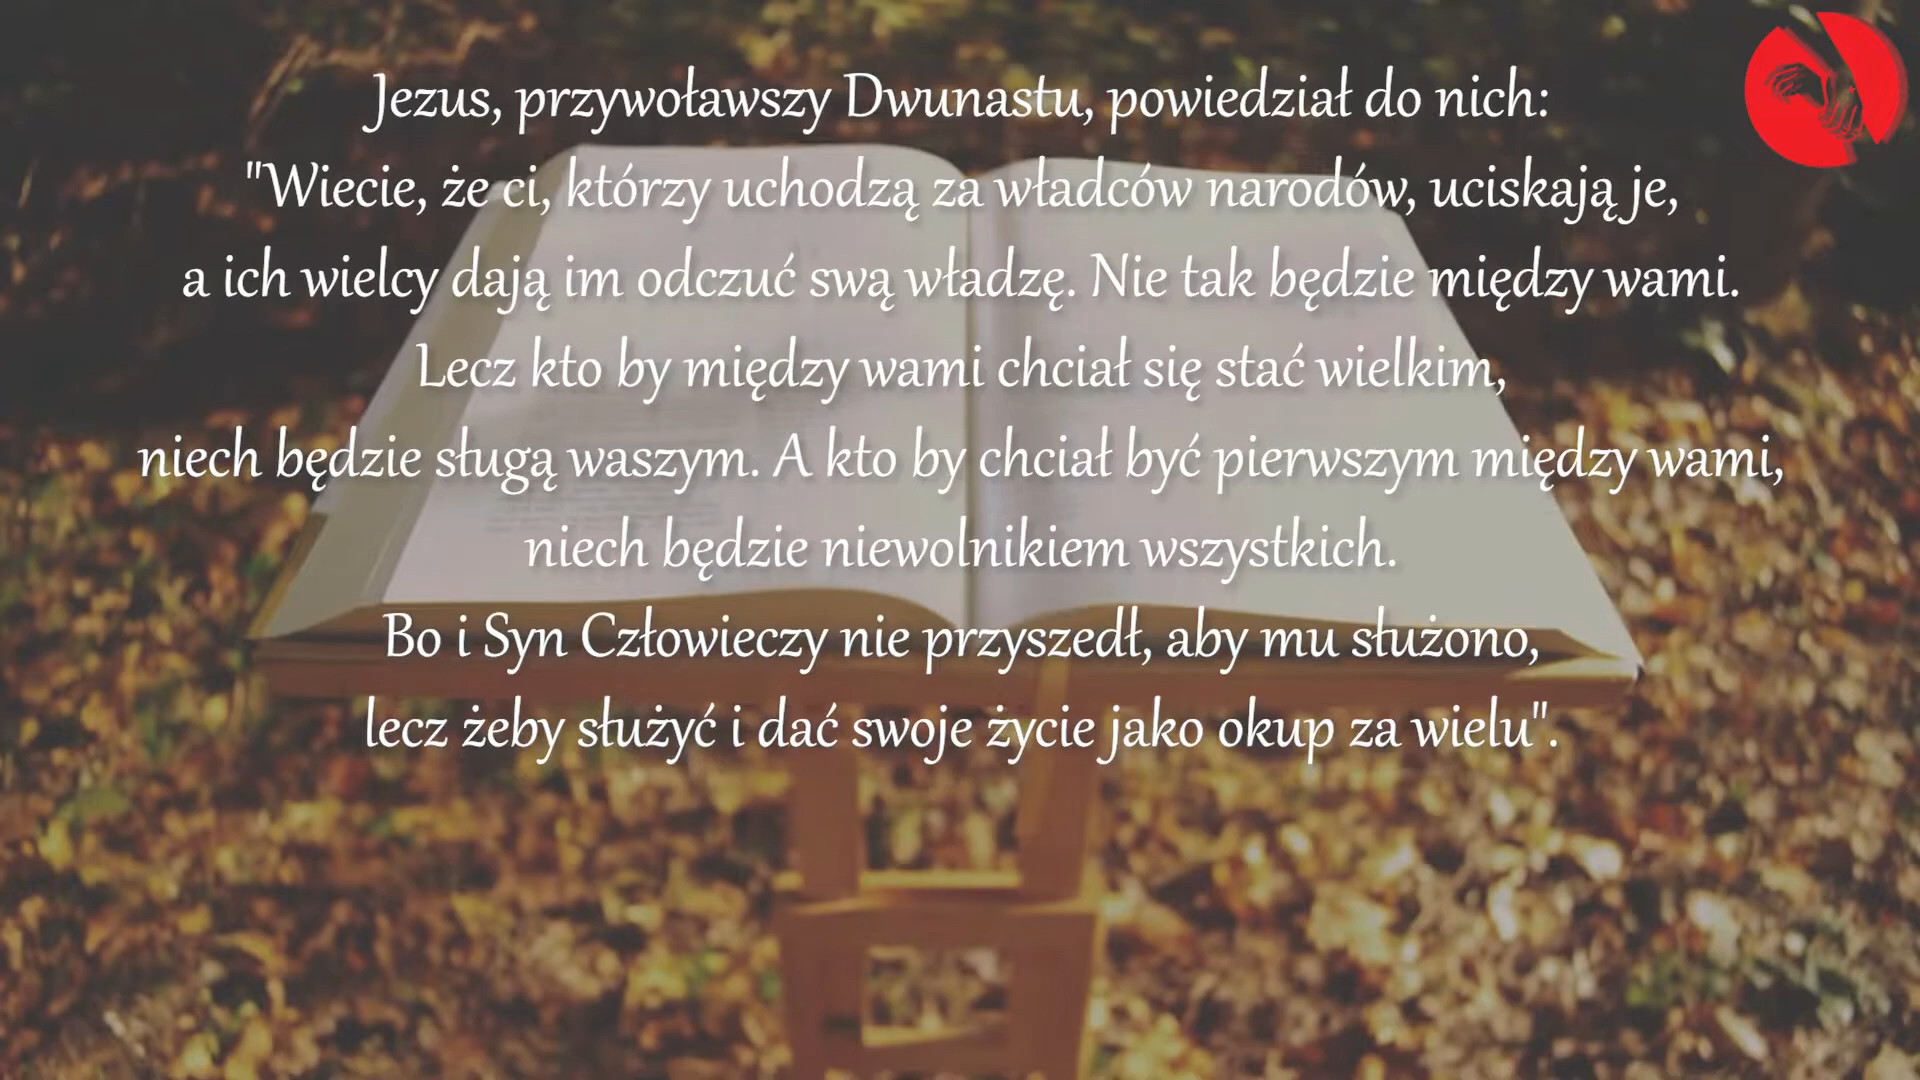 Jezus, przywoławszy Dwunastu, powiedział do nich:
"Wiecie, że ci, którzy uchodzą za władców narodów, uciskają je,
a ich wielcy dają im odczuć swą władzę. Nie tak będzie między wami.
Lecz kto by między wami chciał się stać wielkim,
niech będzie sługą waszym. A kto by chciał być pierwszym między wami,
niech będzie niewolnikiem wszystkich.
Bo i Syn Człowieczy nie przyszedł, aby mu służono,
lecz żeby służyć i dać swoje życie jako okup za wielu".